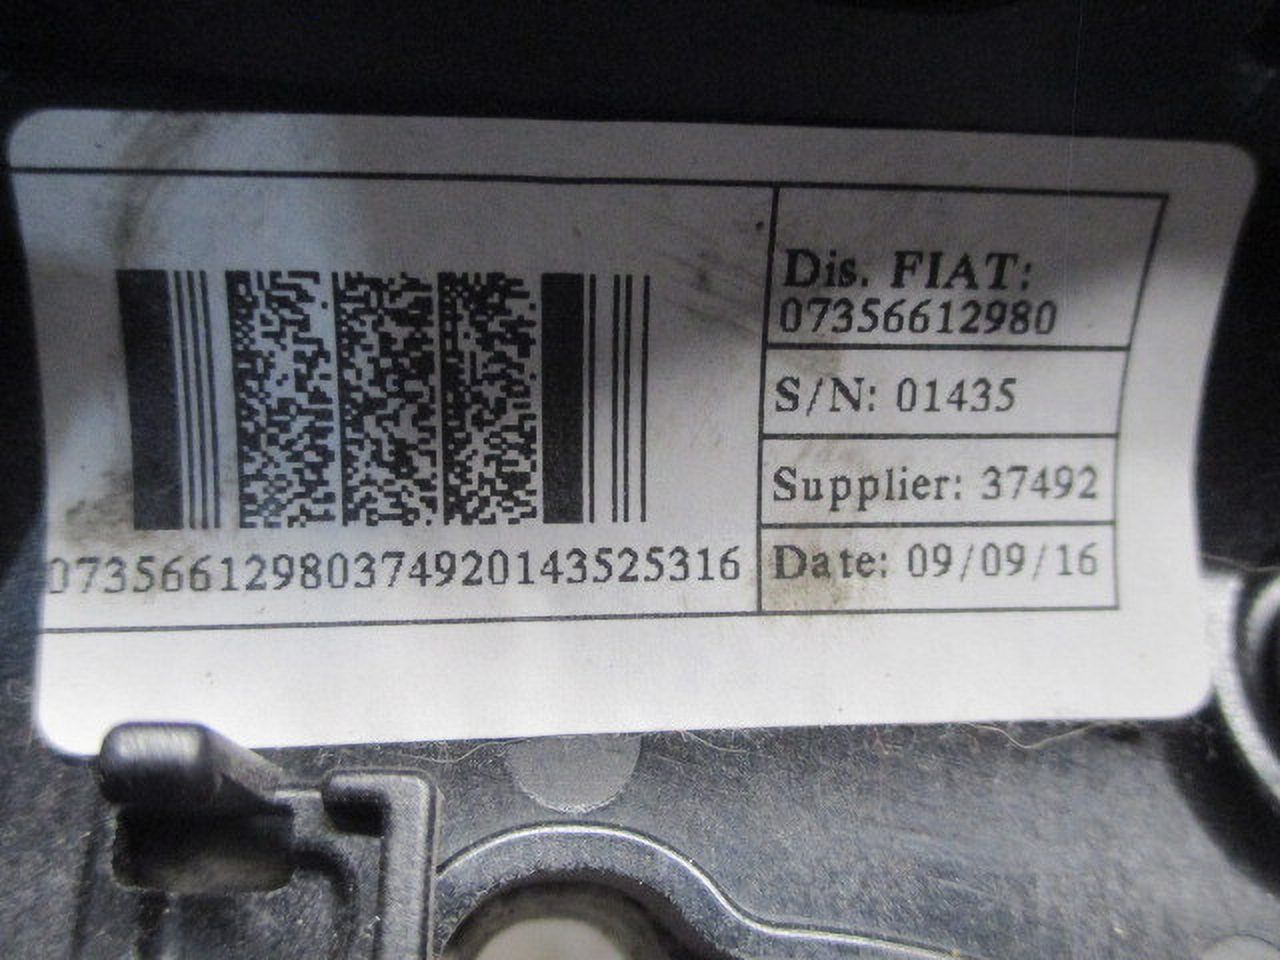 Dis. FIAT:
07356612980
S/N: 01435
Supplier: 37492
Date: 09/09/16
07356612980374920143525316